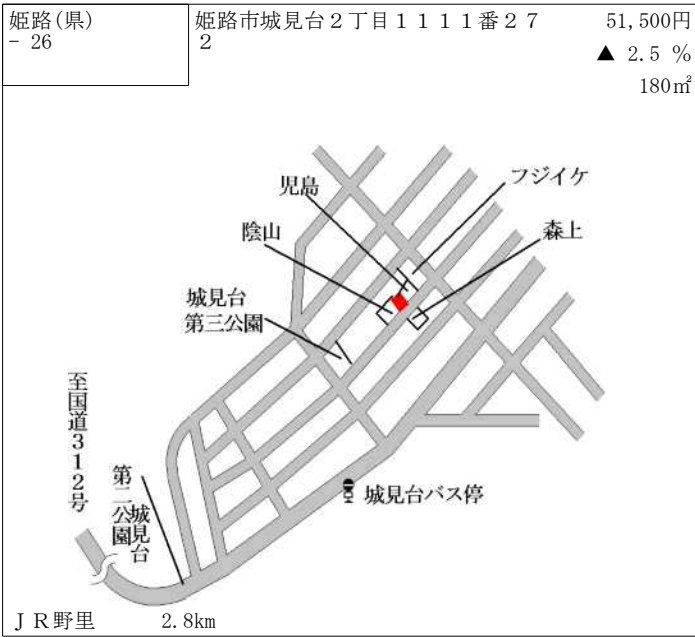 姫路(県)
- 26
姫路市城見台２丁目１１１１番２７
２
51,500円
▲ 2.5 %
180㎡
フジイケ
児島
陰山
森上
城見台
第三公園
至国道312号
城見台
第二公園
城見台バス停
ＪＲ野里 2.8km